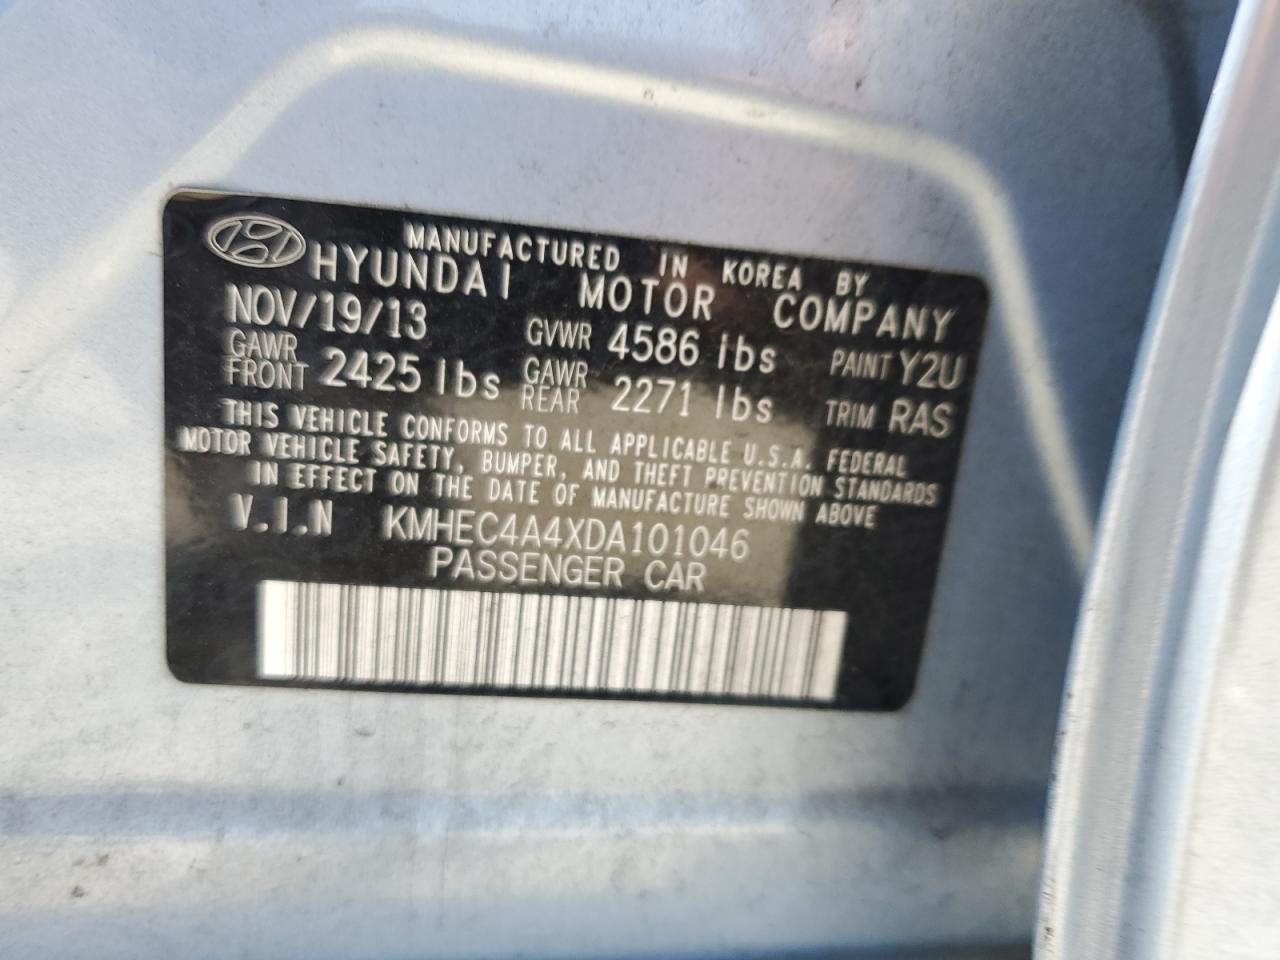 MANUFACTURED IN KOREA BY
HYUNDAI MOTOR COMPANY
NOV/19/13 GVWR 4586 lbs PAINT Y2U
GAWR FRONT 2425 lbs GAWR REAR 2271 lbs TRIM RAS
THIS VEHICLE CONFORMS TO ALL APPLICABLE U.S.A. FEDERAL
MOTOR VEHICLE SAFETY, BUMPER, AND THEFT PREVENTION STANDARDS
IN EFFECT ON THE DATE OF MANUFACTURE SHOWN ABOVE
V.I.N KMHEC4A4XDA101046
PASSENGER CAR